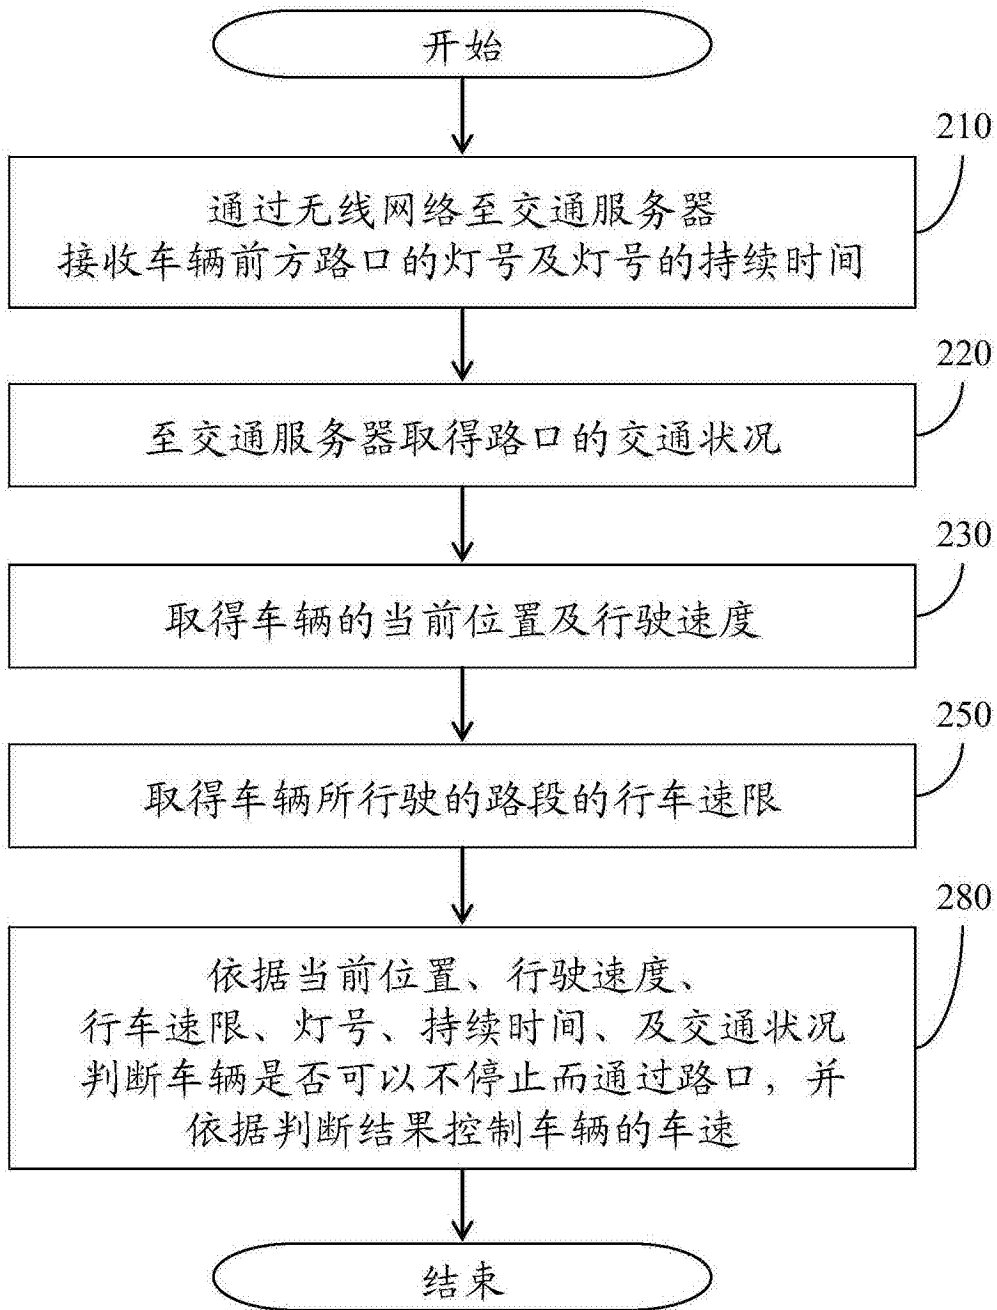 开始
210
通过无线网络至交通服务器
接收车辆前方路口的灯号及灯号的持续时间
220
至交通服务器取得路口的交通状况
230
取得车辆的当前位置及行驶速度
250
取得车辆所行驶的路段的行车速限
280
依据当前位置、行驶速度、
行车速限、灯号、持续时间、及交通状况
判断车辆是否可以不停止而通过路口，并
依据判断结果控制车辆的车速
结束